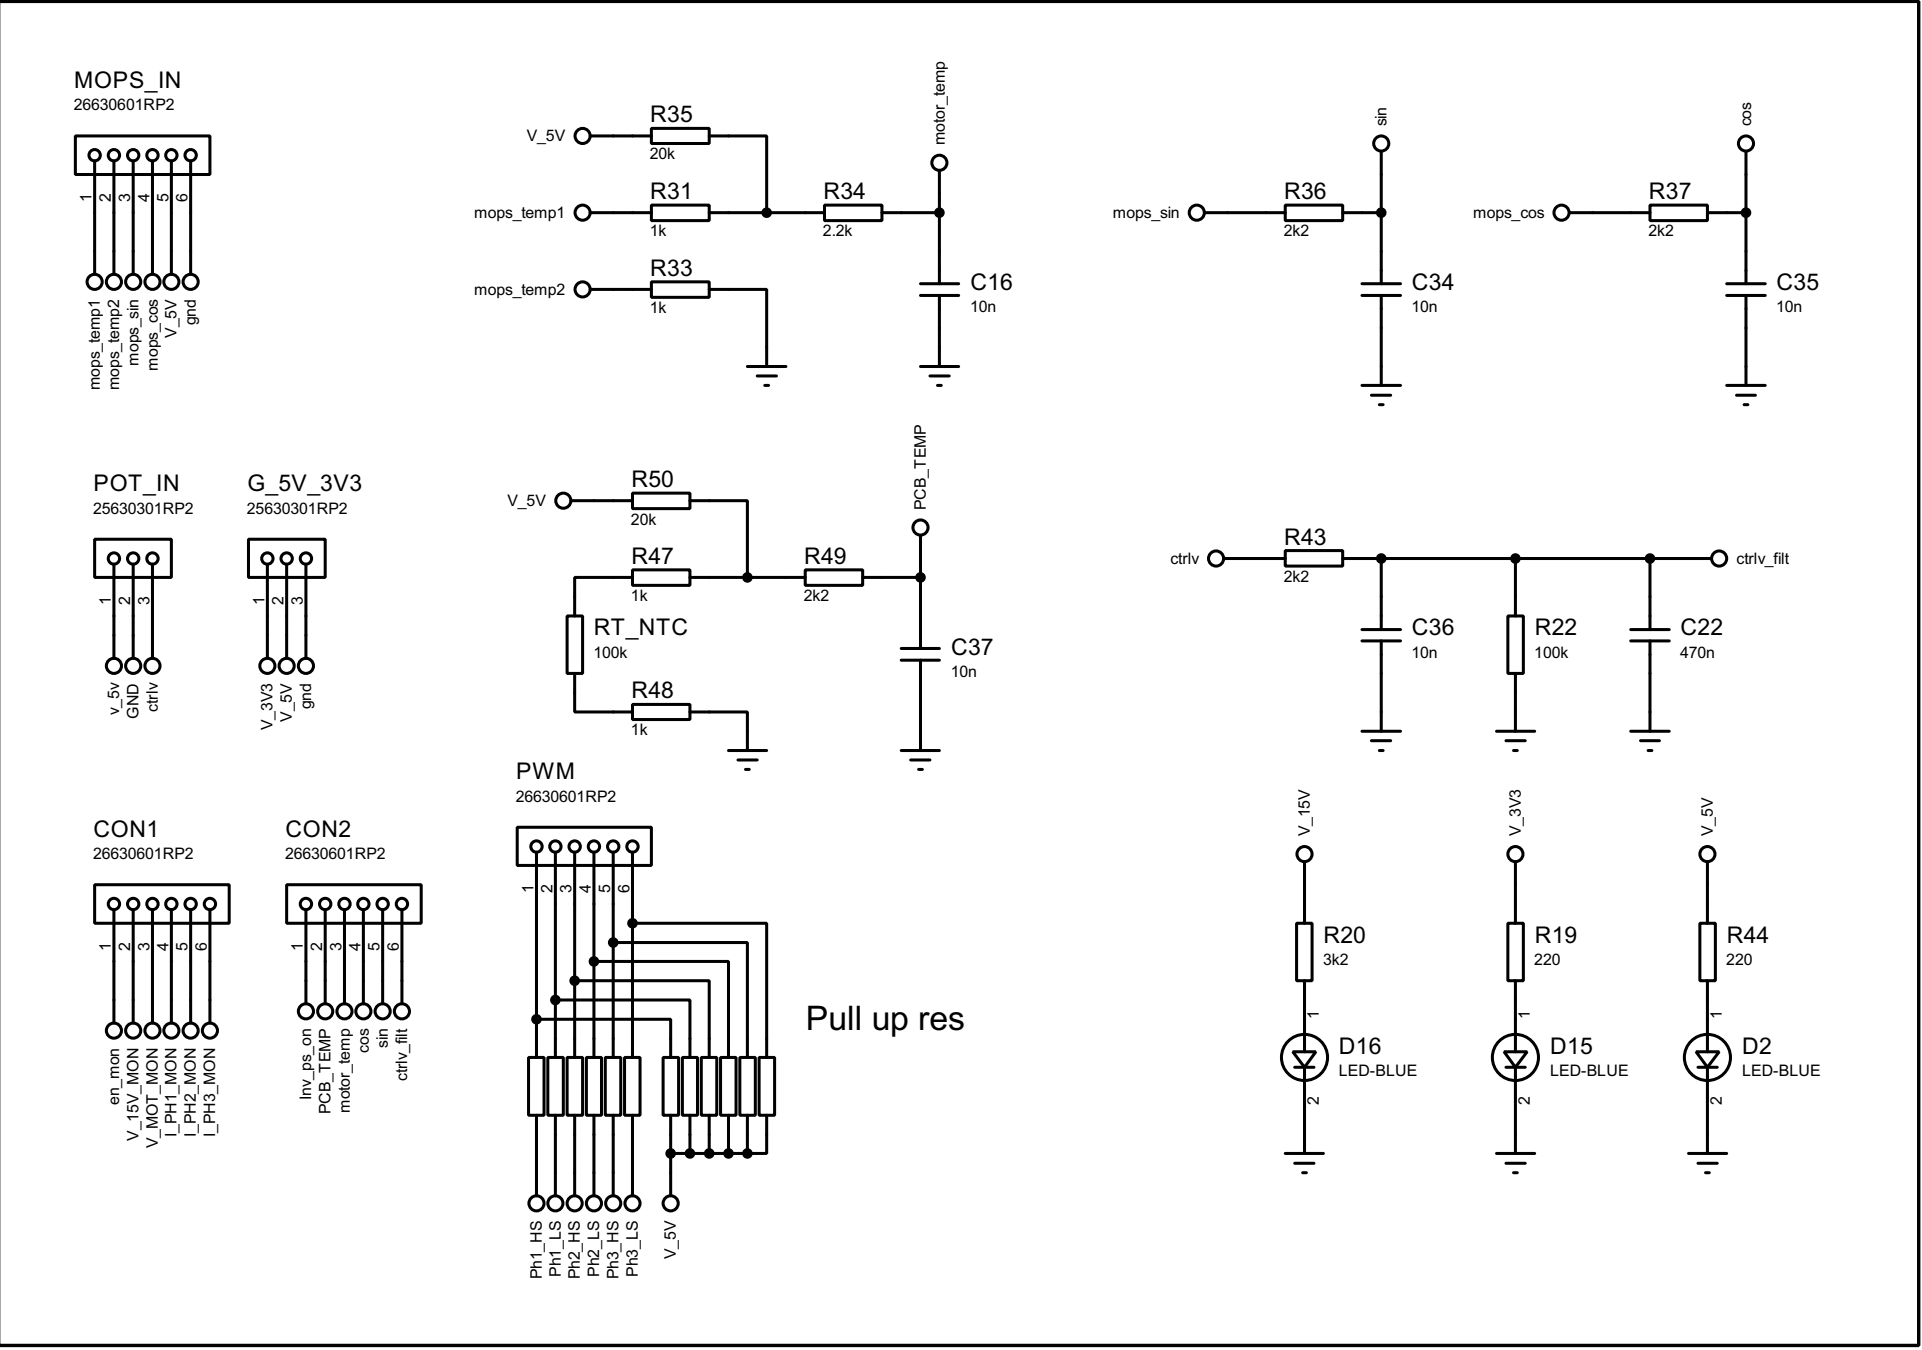 MOPS_IN
26630601RP2
1
2
3
4
5
6
mops_temp1
mops_temp2
mops_sin
mops_cos
V_5V
gnd
V_5V
R35
20k
mops_temp1
R31
1k
R34
2.2k
motor_temp
mops_temp2
R33
1k
C16
10n
mops_sin
R36
2k2
sin
C34
10n
mops_cos
R37
2k2
cos
C35
10n
POT_IN
25630301RP2
1
2
3
v_5v
GND
ctrlv
G_5V_3V3
25630301RP2
1
2
3
V_3V3
V_5V
gnd
V_5V
R50
20k
R47
1k
R49
2k2
PCB_TEMP
RT_NTC
100k
R48
1k
C37
10n
ctrlv
R43
2k2
ctrlv_filt
C36
10n
R22
100k
C22
470n
CON1
26630601RP2
1
2
3
4
5
6
en_mon
V_15V_MON
V_MOT_MON
I_PH1_MON
I_PH2_MON
I_PH3_MON
CON2
26630601RP2
1
2
3
4
5
6
Inv_ps_on
PCB_TEMP
motor_temp
cos
sin
ctrlv_filt
PWM
26630601RP2
1
2
3
4
5
6
Pull up res
Ph1_HS
Ph1_LS
Ph2_HS
Ph2_LS
Ph3_HS
Ph3_LS
V_5V
V_15V
R20
3k2
1
D16
LED-BLUE
2
V_3V3
R19
220
1
D15
LED-BLUE
2
V_5V
R44
220
1
D2
LED-BLUE
2